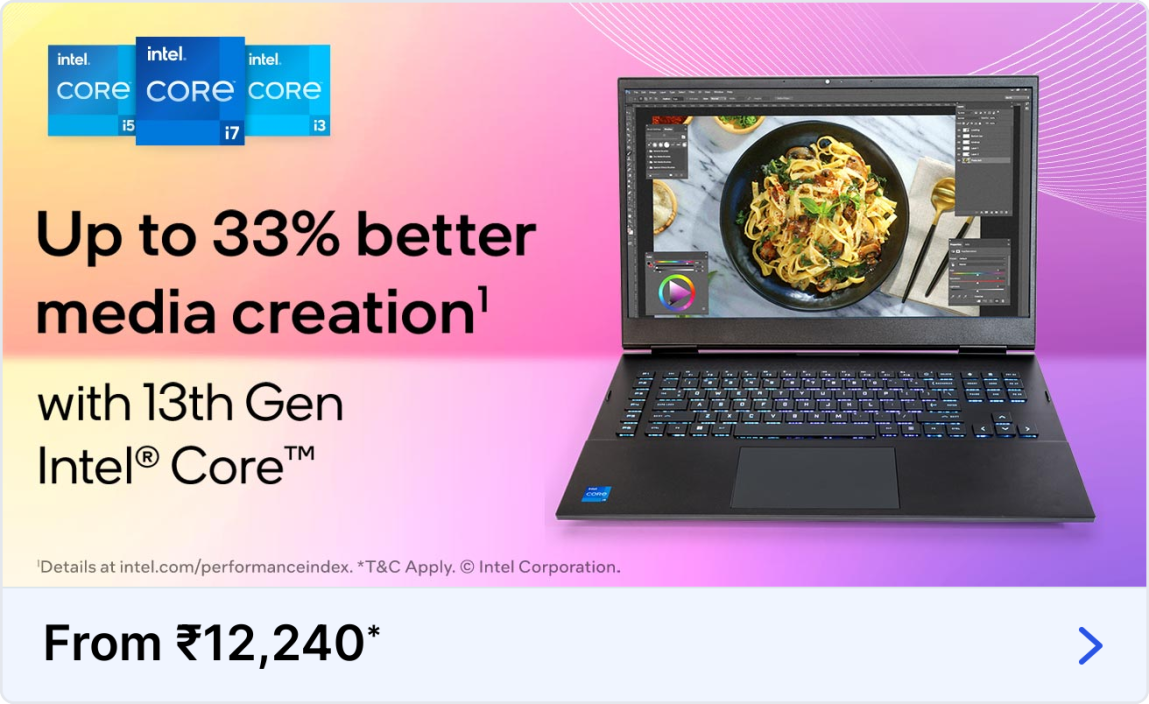 intel.
CORE
i5
intel.
CORE
i7
intel.
CORE
i3
Up to 33% better
media creation¹
with 13th Gen
Intel® Core™
¹Details at intel.com/performanceindex. *T&C Apply. © Intel Corporation.
From ₹12,240*